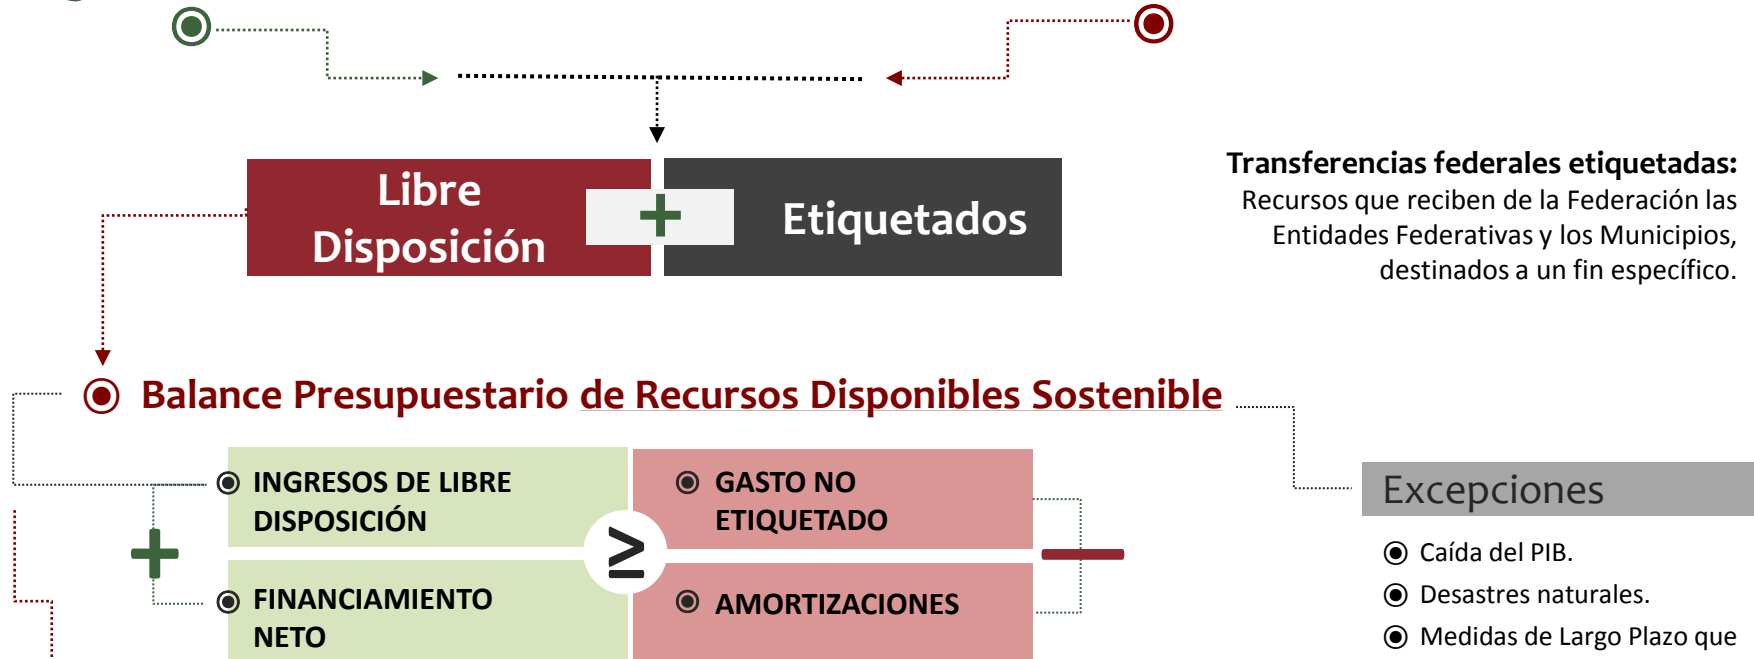 Libre
Disposición
+
Etiquetados
Transferencias federales etiquetadas:
Recursos que reciben de la Federación las
Entidades Federativas y los Municipios,
destinados a un fin específico.
Balance Presupuestario de Recursos Disponibles Sostenible
INGRESOS DE LIBRE
DISPOSICIÓN
+
FINANCIAMIENTO
NETO
≥
GASTO NO
ETIQUETADO
AMORTIZACIONES
Excepciones
Caída del PIB.
Desastres naturales.
Medidas de Largo Plazo que